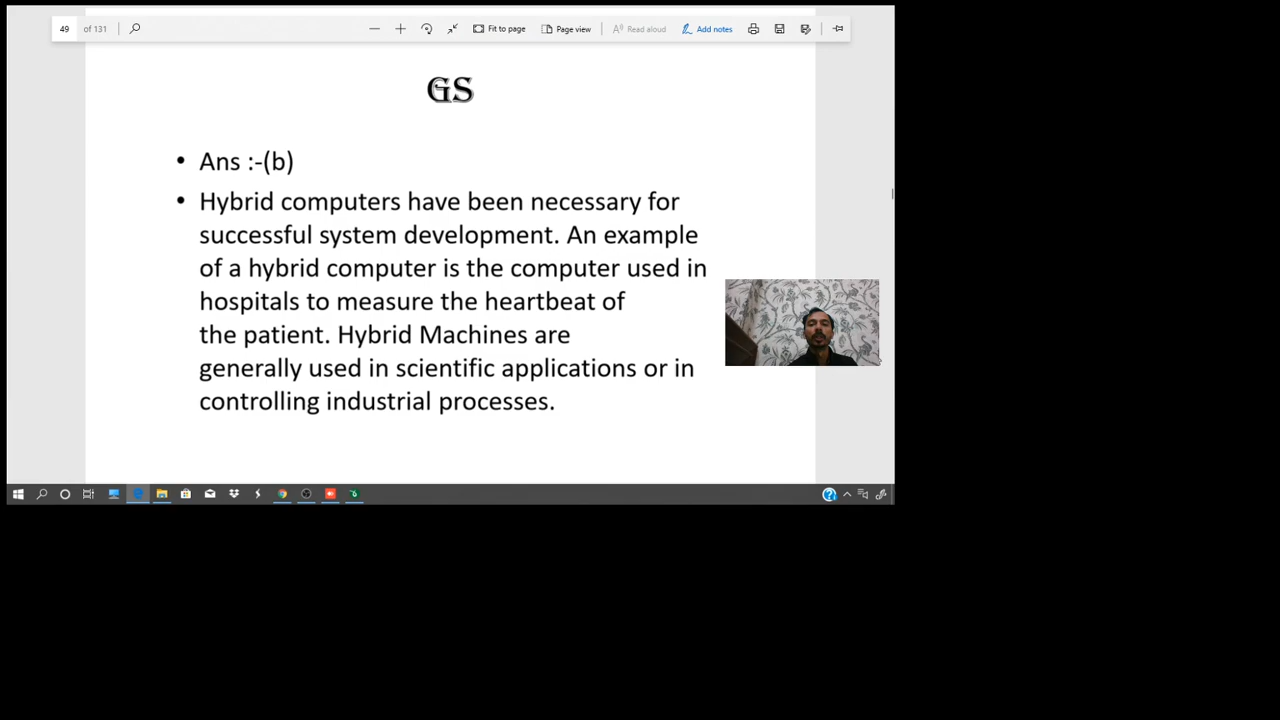 49 of 131 Fit to page Page view Read aloud Add notes
GS
• Ans :-(b)
• Hybrid computers have been necessary for
successful system development. An example
of a hybrid computer is the computer used in
hospitals to measure the heartbeat of
the patient. Hybrid Machines are
generally used in scientific applications or in
controlling industrial processes.